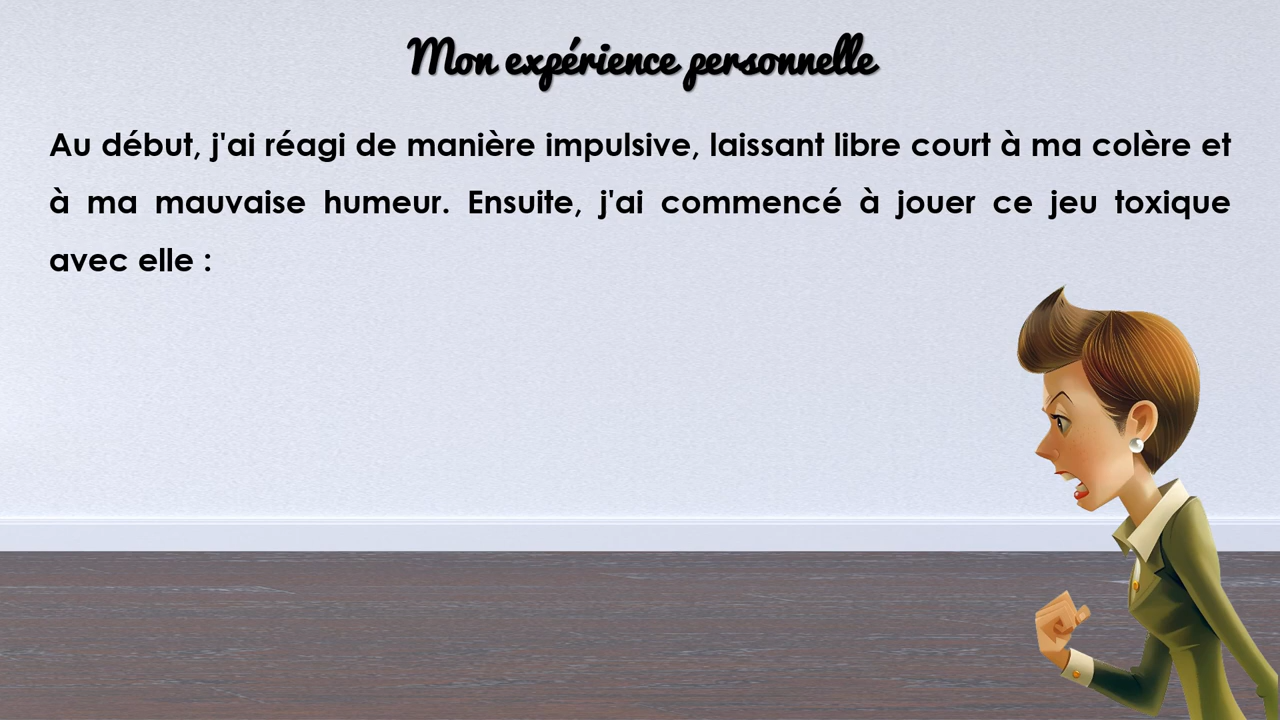 Mon expérience personnelle
Au début, j'ai réagi de manière impulsive, laissant libre court à ma colère et
à ma mauvaise humeur. Ensuite, j'ai commencé à jouer ce jeu toxique
avec elle :